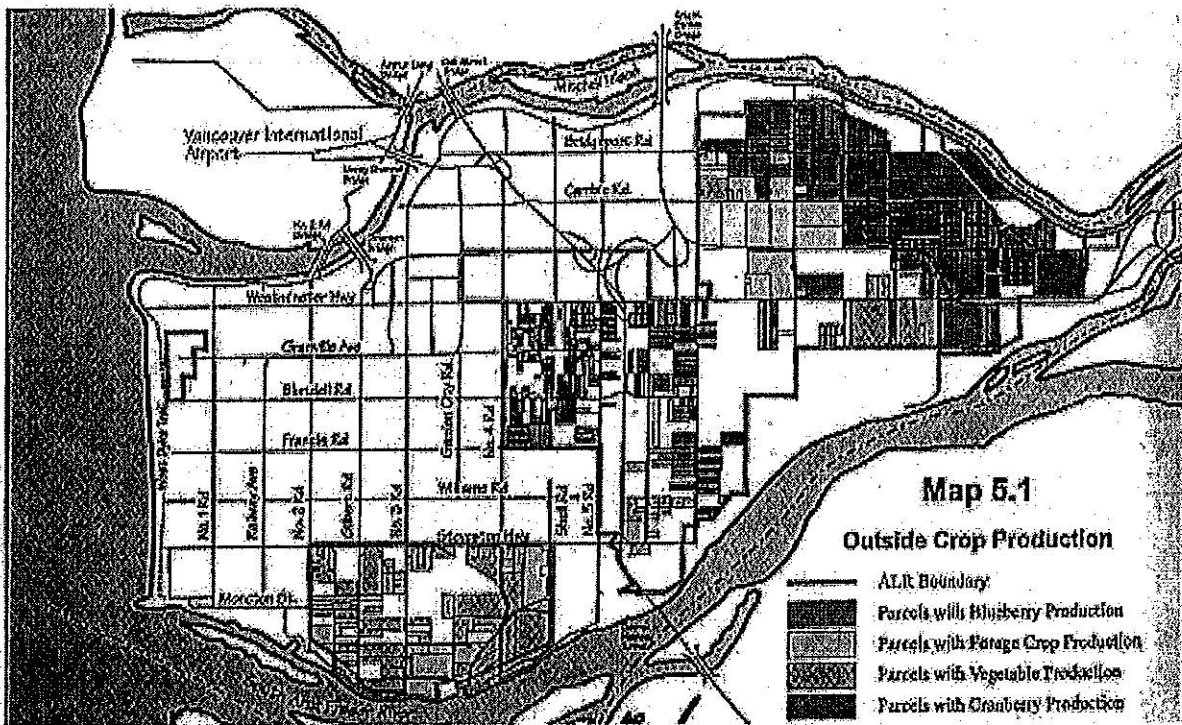 Mitchell Island
Vancouver International
Airport
Bridgeport Rd
Cambie Rd
Westminster Hwy
Granville Ave
Blundell Rd
Francis Rd
Williams Rd
Steveston Hwy
Moncton St.
No. 1 Rd
Railway Ave
No. 2 Rd
Gilbert Rd
No. 3 Rd
Garden City Rd
No. 4 Rd
Shell Rd
No. 5 Rd
Map 5.1
Outside Crop Production
ALR Boundary
Parcels with Blueberry Production
Parcels with Forage Crop Production
Parcels with Vegetable Production
Parcels with Cranberry Production